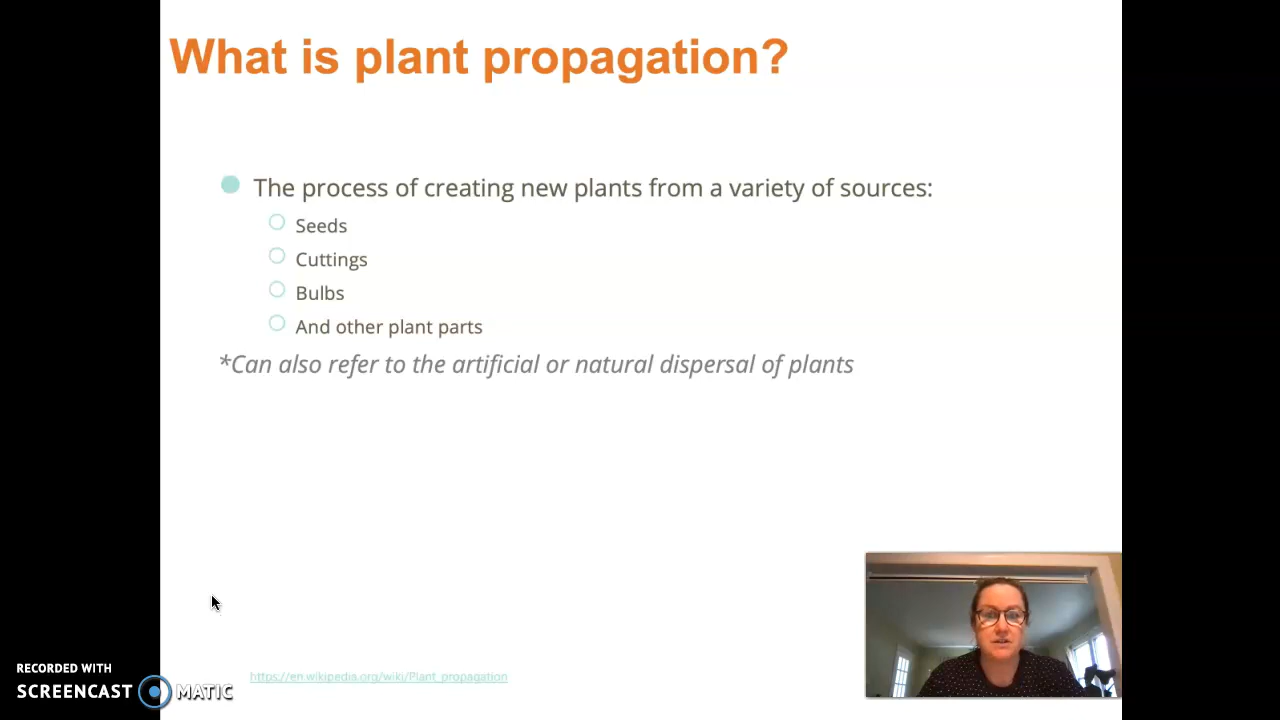 What is plant propagation?
The process of creating new plants from a variety of sources:
Seeds
Cuttings
Bulbs
And other plant parts
*Can also refer to the artificial or natural dispersal of plants
https://en.wikipedia.org/wiki/Plant_propagation
RECORDED WITH
SCREENCAST MATIC